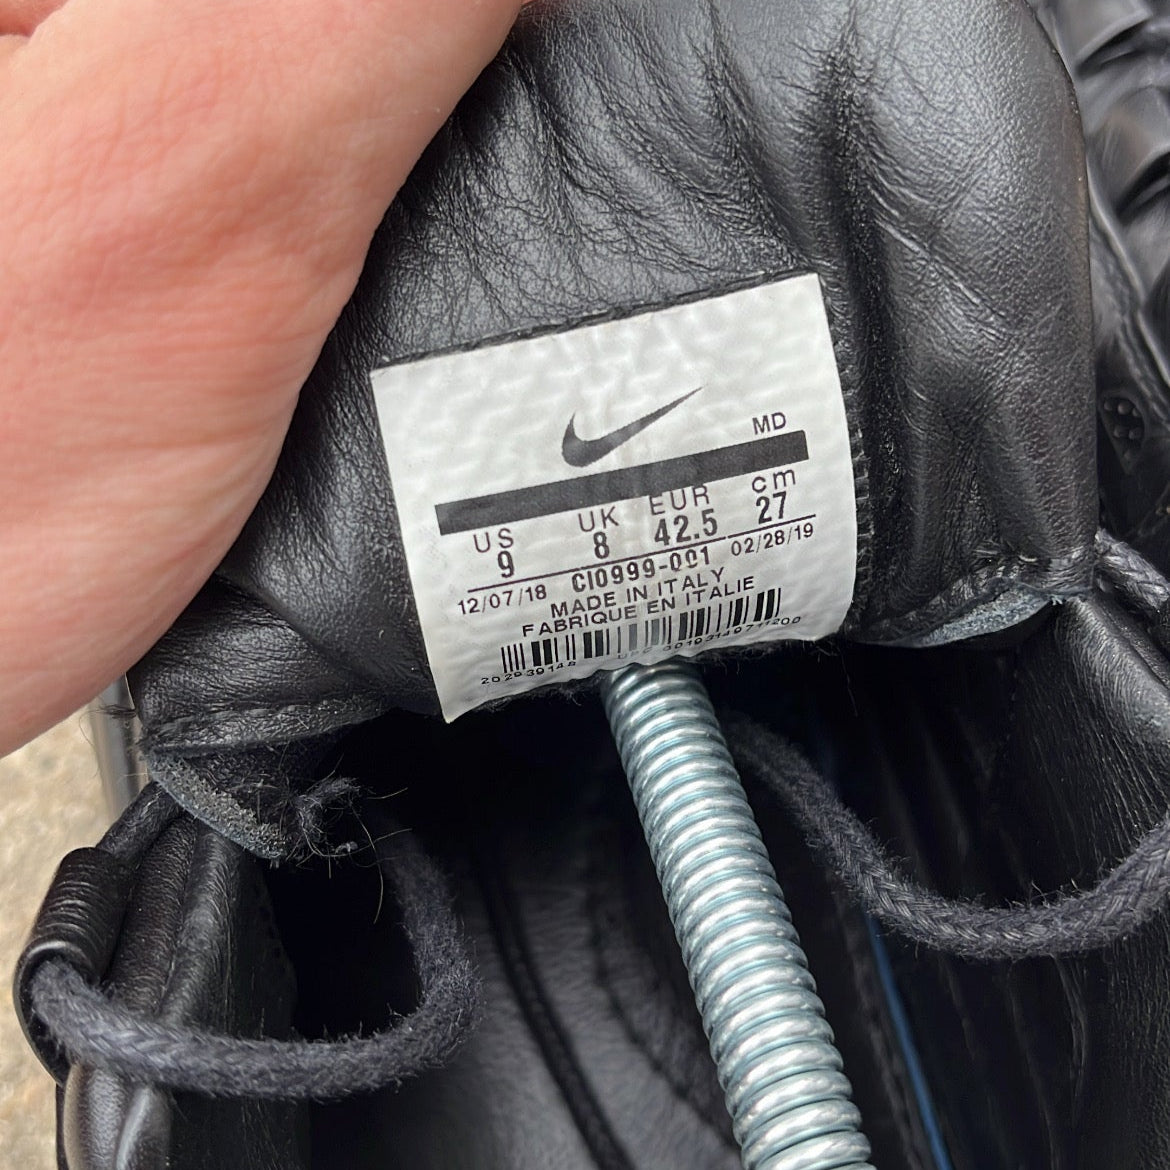 MD
US UK EUR cm
9 8 42.5 27
12/07/18 CI0999-001 02/28/19
MADE IN ITALY
FABRIQUE EN ITALIE